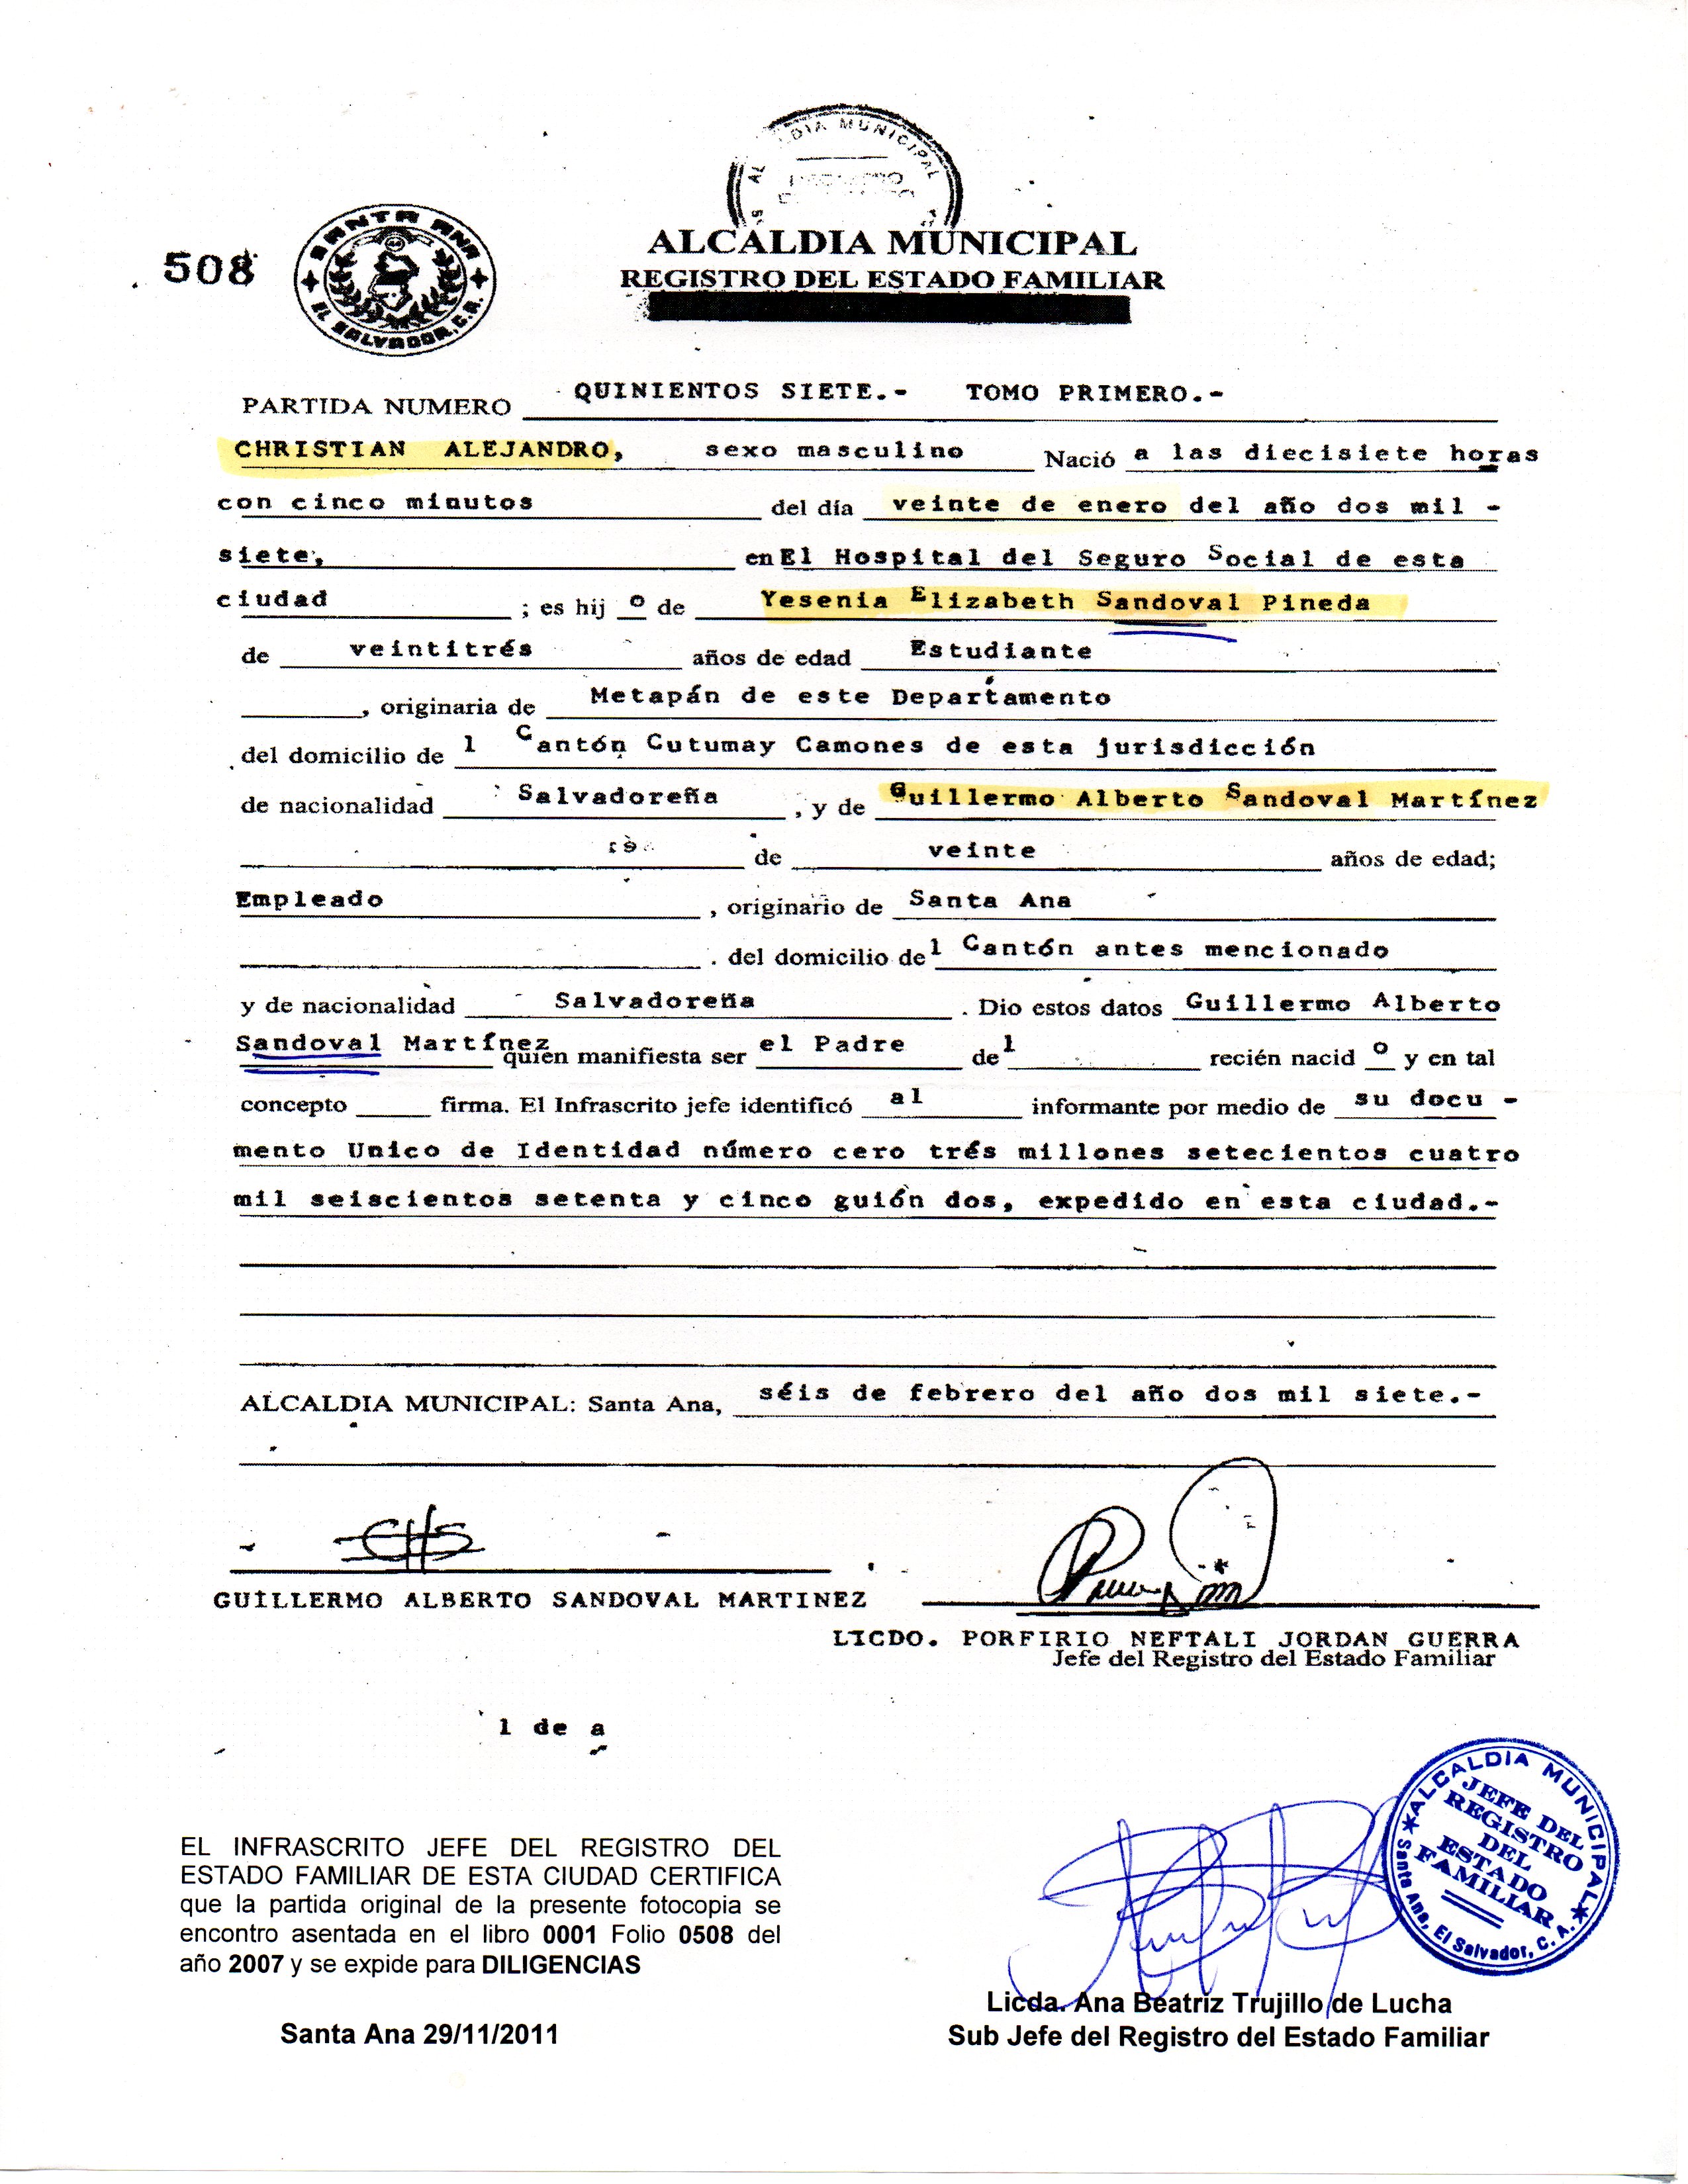 ALCALDIA MUNICIPAL
508
SANTA ANA
EL SALVADOR, C.A.
ALCALDIA MUNICIPAL
REGISTRO DEL ESTADO FAMILIAR
PARTIDA NUMERO QUINIENTOS SIETE.- TOMO PRIMERO.-
CHRISTIAN ALEJANDRO, sexo masculino Nació a las diecisiete horas
con cinco minutos del día veinte de enero del año dos mil -
siete, en El Hospital del Seguro Social de esta
ciudad ; es hij o de Yesenia Elizabeth Sandoval Pineda
de veintitrés años de edad Estudiante
, originaria de Metapán de este Departamento
del domicilio de l Cantón Cutumay Camones de esta jurisdicción
de nacionalidad Salvadoreña , y de Guillermo Alberto Sandoval Martínez
de veinte años de edad;
Empleado , originario de Santa Ana
. del domicilio de l Cantón antes mencionado
y de nacionalidad Salvadoreña . Dio estos datos Guillermo Alberto
Sandoval Martínez quien manifiesta ser el Padre de l recién nacid o y en tal
concepto firma. El Infrascrito jefe identificó al informante por medio de su docu -
mento Unico de Identidad número cero trés millones setecientos cuatro
mil seiscientos setenta y cinco guión dos, expedido en esta ciudad.-
ALCALDIA MUNICIPAL: Santa Ana, séis de febrero del año dos mil siete.-
GUILLERMO ALBERTO SANDOVAL MARTINEZ
LICDO. PORFIRIO NEFTALI JORDAN GUERRA
Jefe del Registro del Estado Familiar
l de a
EL INFRASCRITO JEFE DEL REGISTRO DEL
ESTADO FAMILIAR DE ESTA CIUDAD CERTIFICA
que la partida original de la presente fotocopia se
encontro asentada en el libro 0001 Folio 0508 del
año 2007 y se expide para DILIGENCIAS
Santa Ana 29/11/2011
ALCALDIA MUNICIPAL
JEFE DEL
REGISTRO
DEL
ESTADO
FAMILIAR
Santa Ana, El Salvador, C. A.
Licda. Ana Beatriz Trujillo de Lucha
Sub Jefe del Registro del Estado Familiar